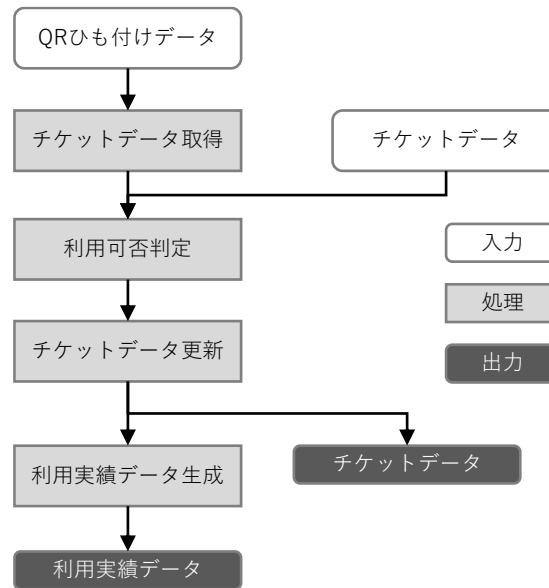 QRひも付けデータ
チケットデータ取得
チケットデータ
利用可否判定
入力
処理
チケットデータ更新
出力
チケットデータ
利用実績データ生成
利用実績データ